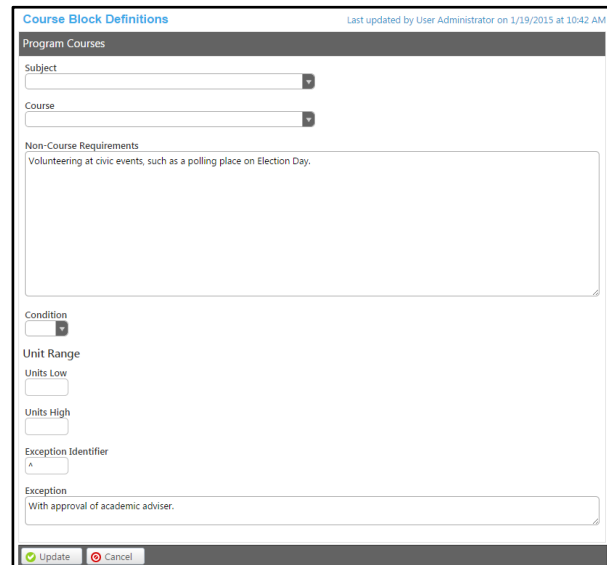 Course Block Definitions
Last updated by User Administrator on 1/19/2015 at 10:42 AM
Program Courses
Subject
Course
Non-Course Requirements
Volunteering at civic events, such as a polling place on Election Day.
Condition
Unit Range
Units Low
Units High
Exception Identifier
^
Exception
With approval of academic adviser.
Update
Cancel